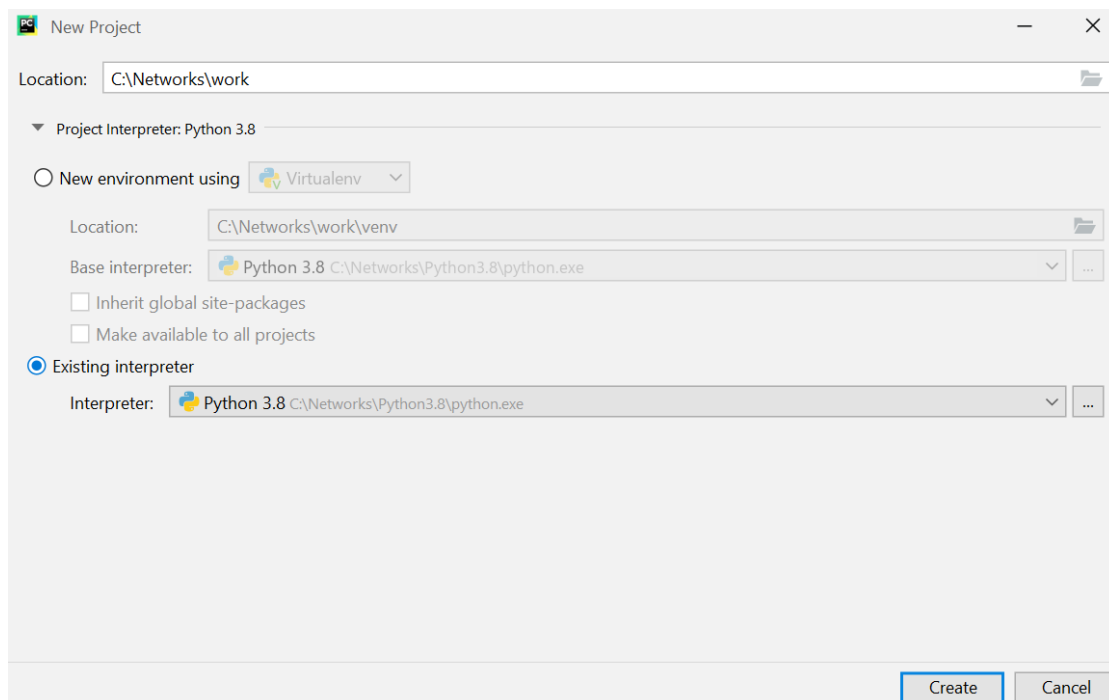 New Project
Location: C:\Networks\work
Project Interpreter: Python 3.8
New environment using Virtualenv
Location: C:\Networks\work\venv
Base interpreter: Python 3.8 C:\Networks\Python3.8\python.exe ...
Inherit global site-packages
Make available to all projects
Existing interpreter
Interpreter: Python 3.8 C:\Networks\Python3.8\python.exe ...
Create Cancel